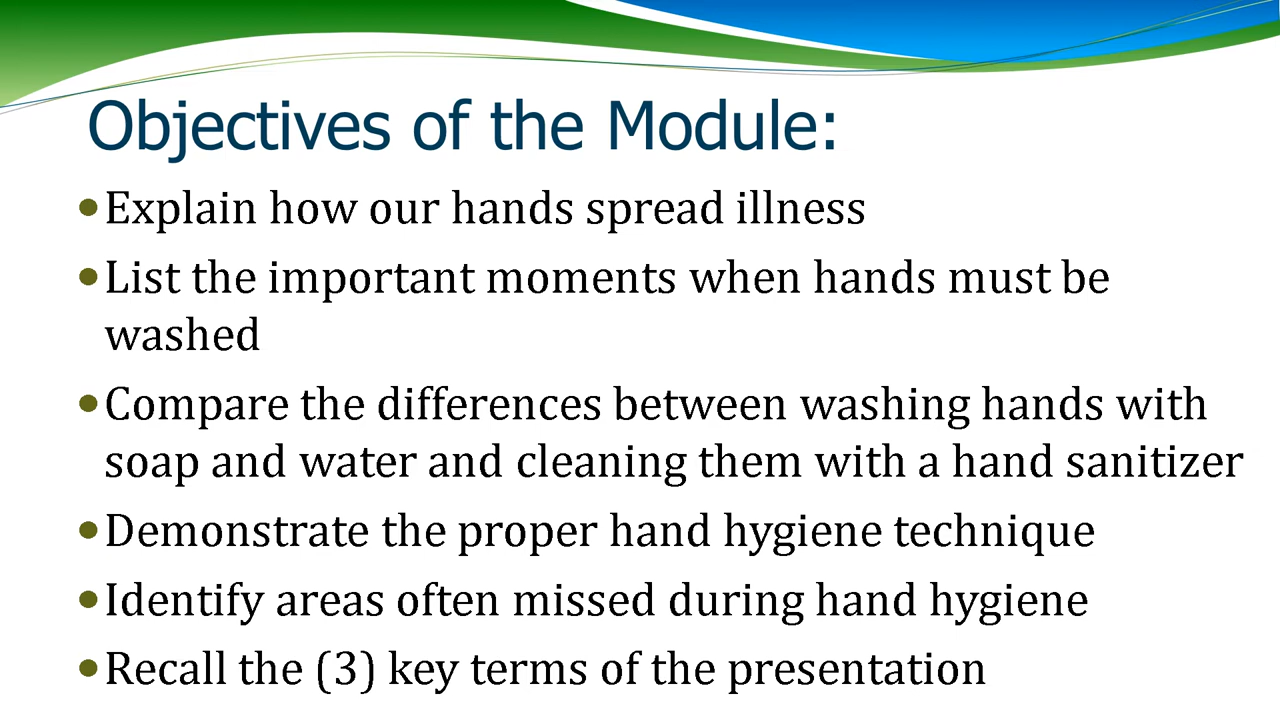 Objectives of the Module:
•Explain how our hands spread illness
•List the important moments when hands must be
washed
•Compare the differences between washing hands with
soap and water and cleaning them with a hand sanitizer
•Demonstrate the proper hand hygiene technique
•Identify areas often missed during hand hygiene
•Recall the (3) key terms of the presentation